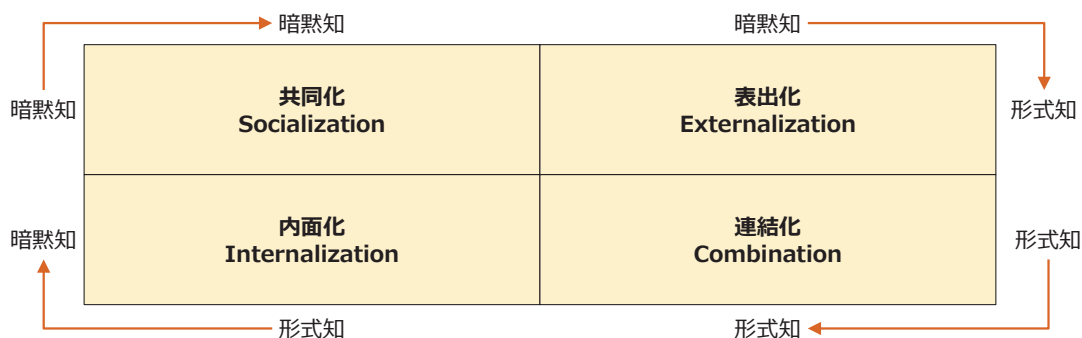 暗黙知
暗黙知
暗黙知
共同化
Socialization
表出化
Externalization
形式知
暗黙知
内面化
Internalization
連結化
Combination
形式知
形式知
形式知